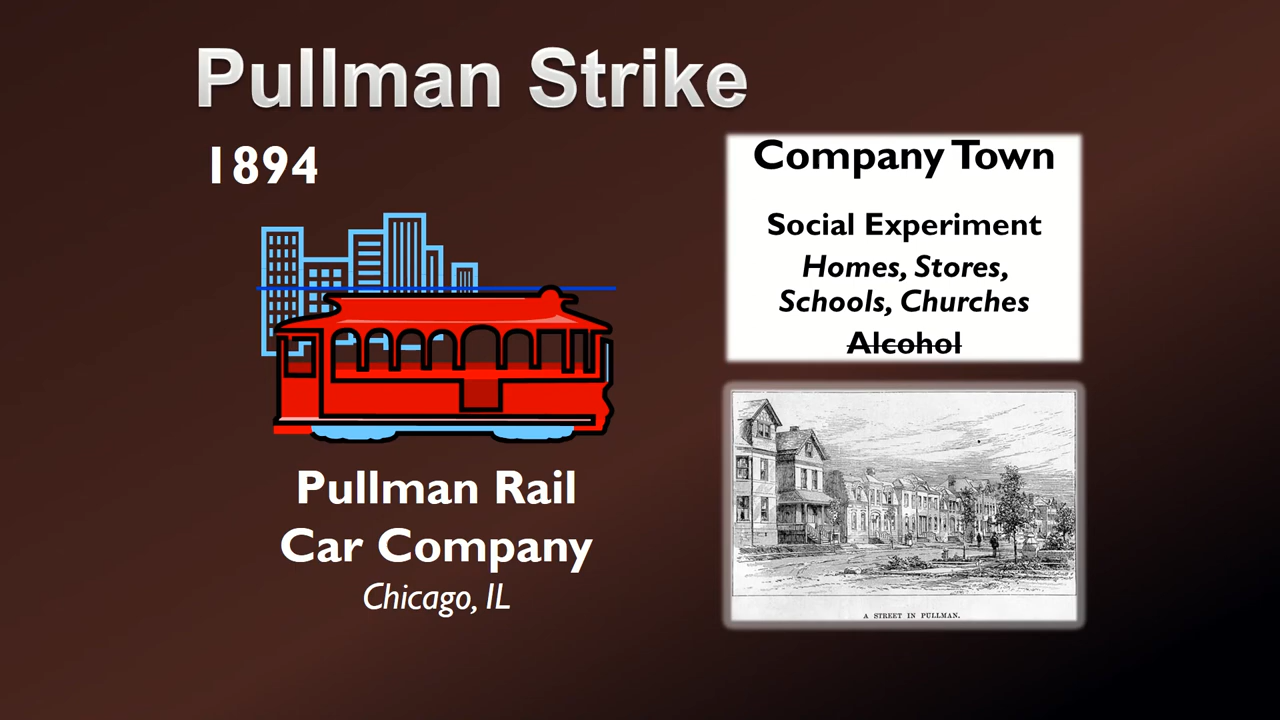 Pullman Strike
1894
Pullman Rail
Car Company
Chicago, IL
Company Town
Social Experiment
Homes, Stores,
Schools, Churches
Alcohol
A STREET IN PULLMAN.